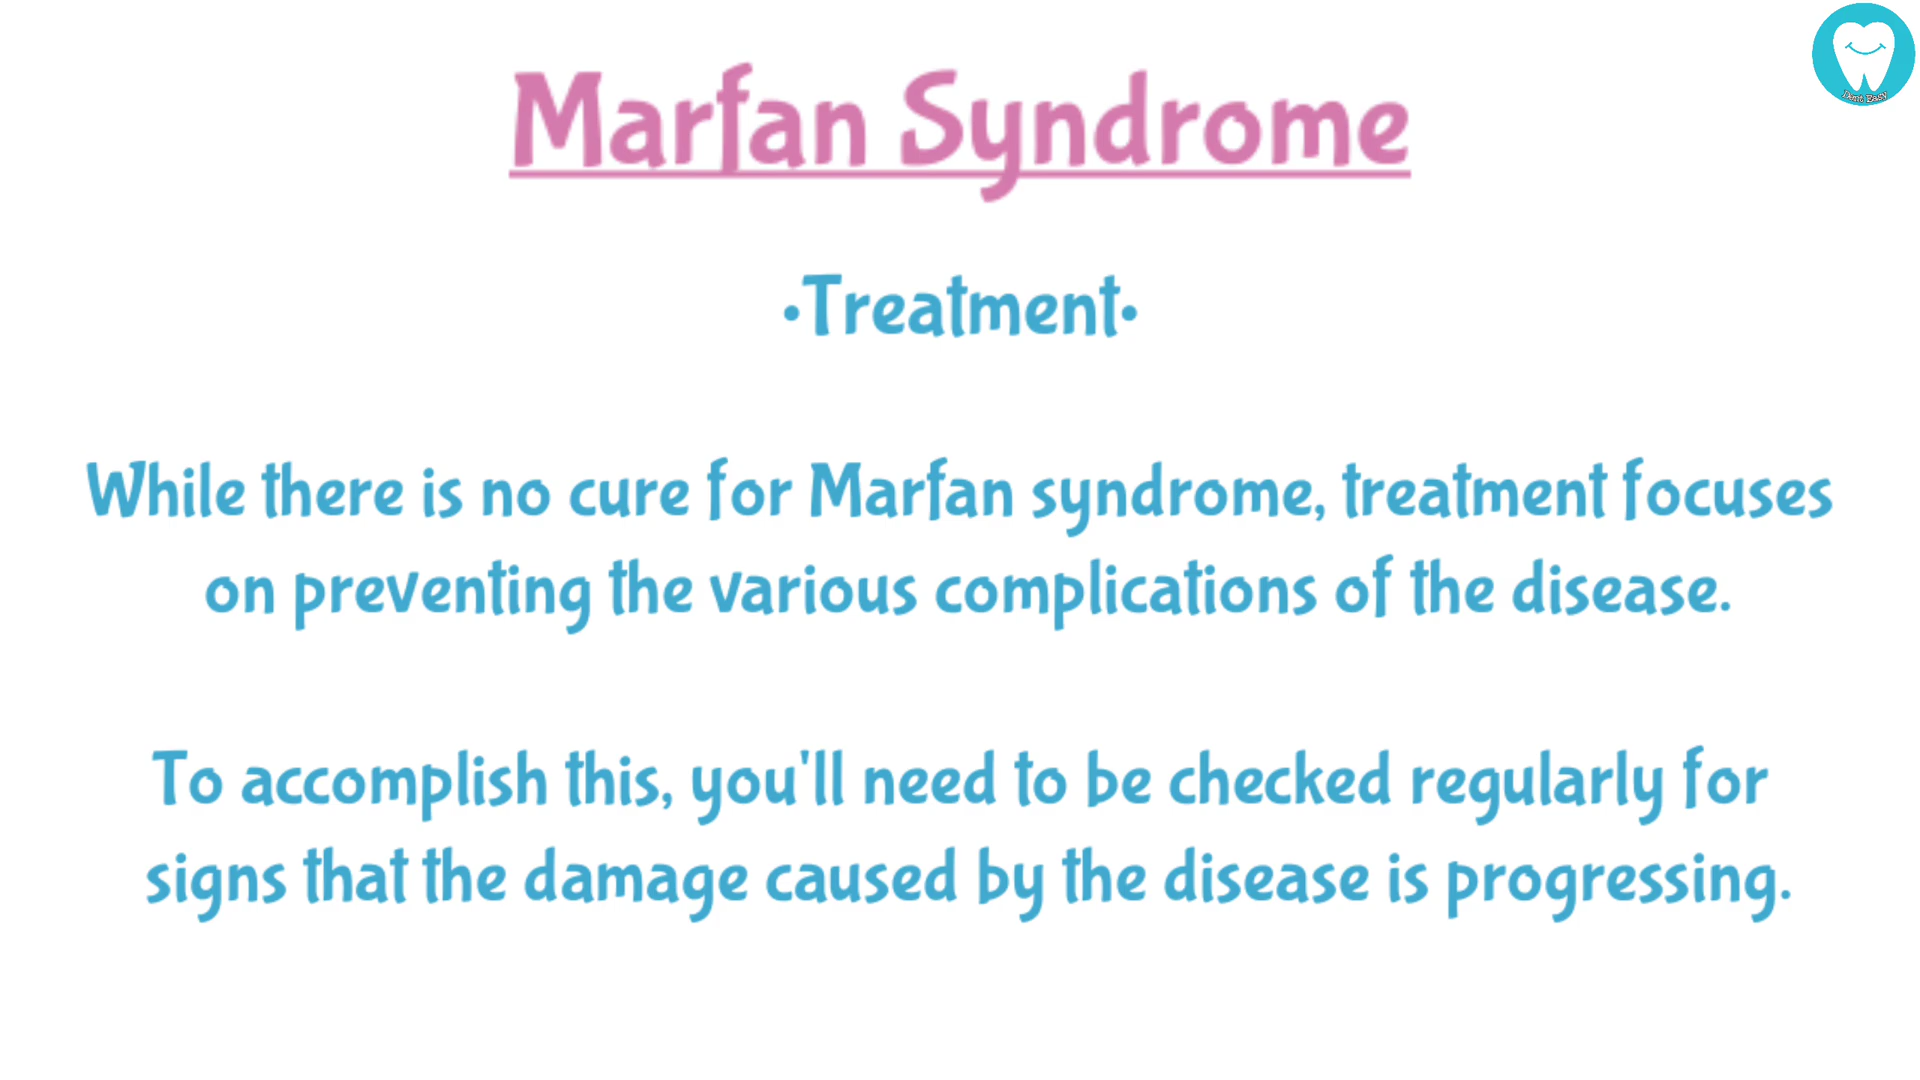 Marfan Syndrome
•Treatment•
While there is no cure for Marfan syndrome, treatment focuses
on preventing the various complications of the disease.
To accomplish this, you'll need to be checked regularly for
signs that the damage caused by the disease is progressing.
Dent Easy